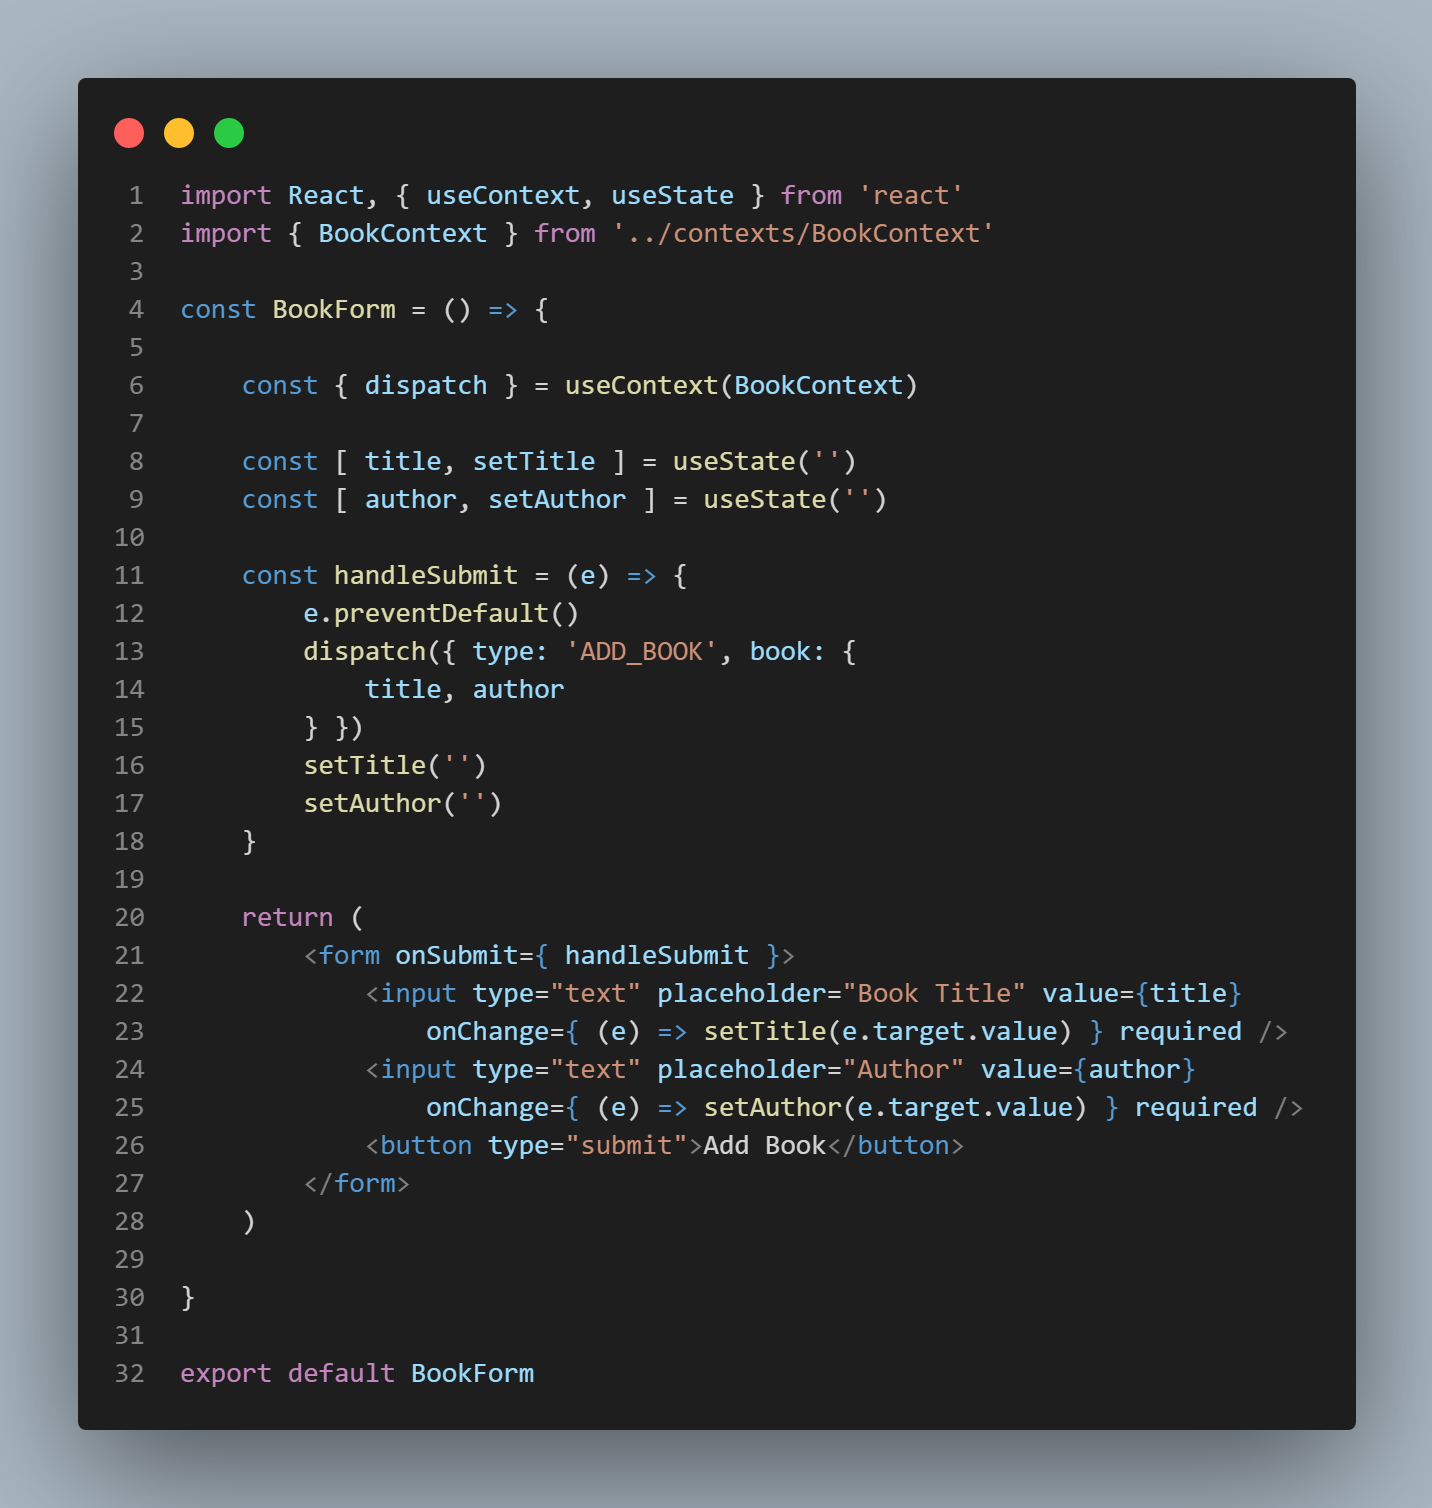 1 import React, { useContext, useState } from 'react'
2 import { BookContext } from '../contexts/BookContext'
3
4 const BookForm = () => {
5
6     const { dispatch } = useContext(BookContext)
7
8     const [ title, setTitle ] = useState('')
9     const [ author, setAuthor ] = useState('')
10
11     const handleSubmit = (e) => {
12         e.preventDefault()
13         dispatch({ type: 'ADD_BOOK', book: {
14             title, author
15         } })
16         setTitle('')
17         setAuthor('')
18     }
19
20     return (
21         <form onSubmit={ handleSubmit }>
22             <input type="text" placeholder="Book Title" value={title}
23                 onChange={ (e) => setTitle(e.target.value) } required />
24             <input type="text" placeholder="Author" value={author}
25                 onChange={ (e) => setAuthor(e.target.value) } required />
26             <button type="submit">Add Book</button>
27         </form>
28     )
29
30 }
31
32 export default BookForm